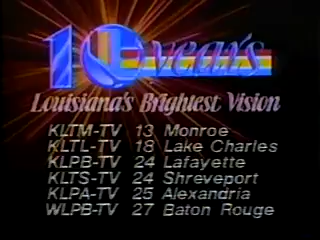 10 years
Louisiana's Brightest Vision
KLTM-TV 13 Monroe
KLTL-TV 18 Lake Charles
KLPB-TV 24 Lafayette
KLTS-TV 24 Shreveport
KLPA-TV 25 Alexandria
WLPB-TV 27 Baton Rouge